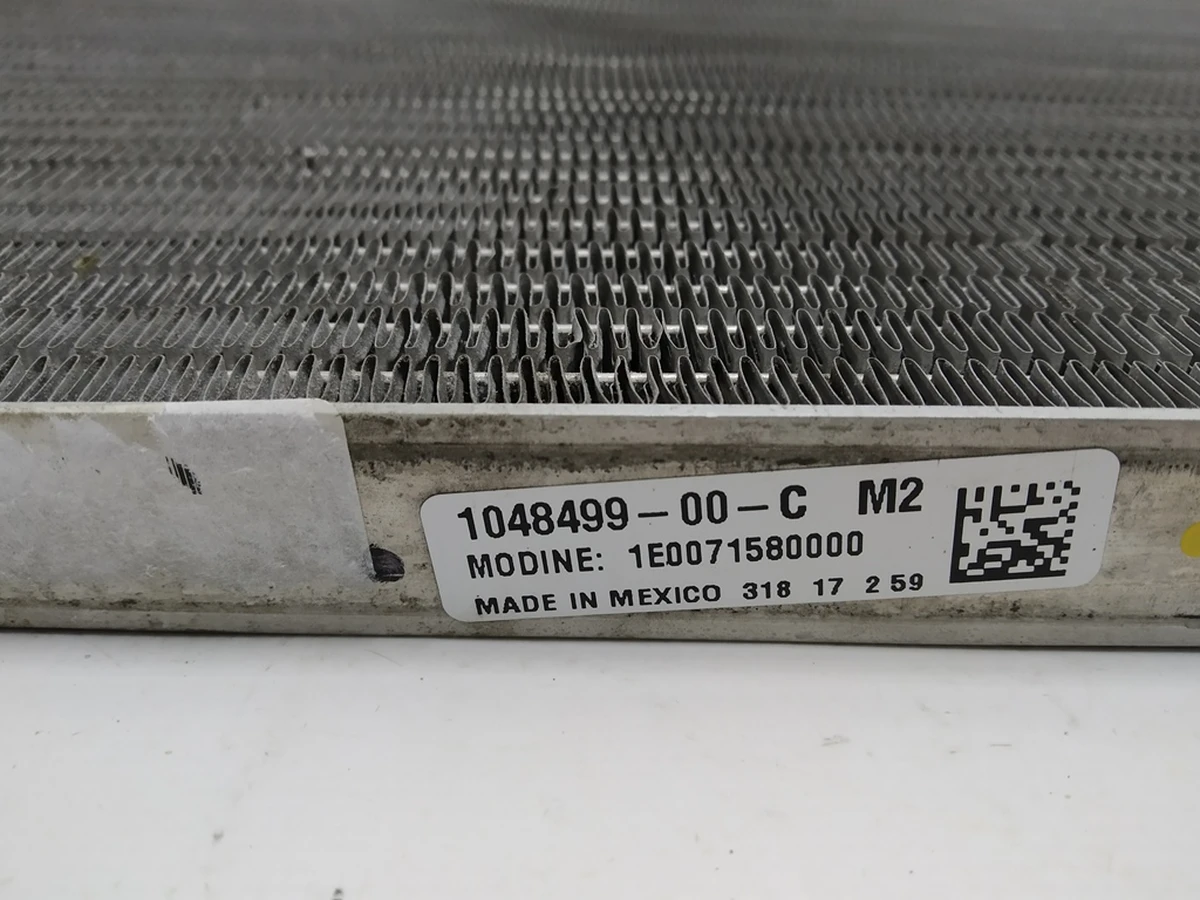 1048499-00-C M2
MODINE: 1E0071580000
MADE IN MEXICO 318 17 2 59